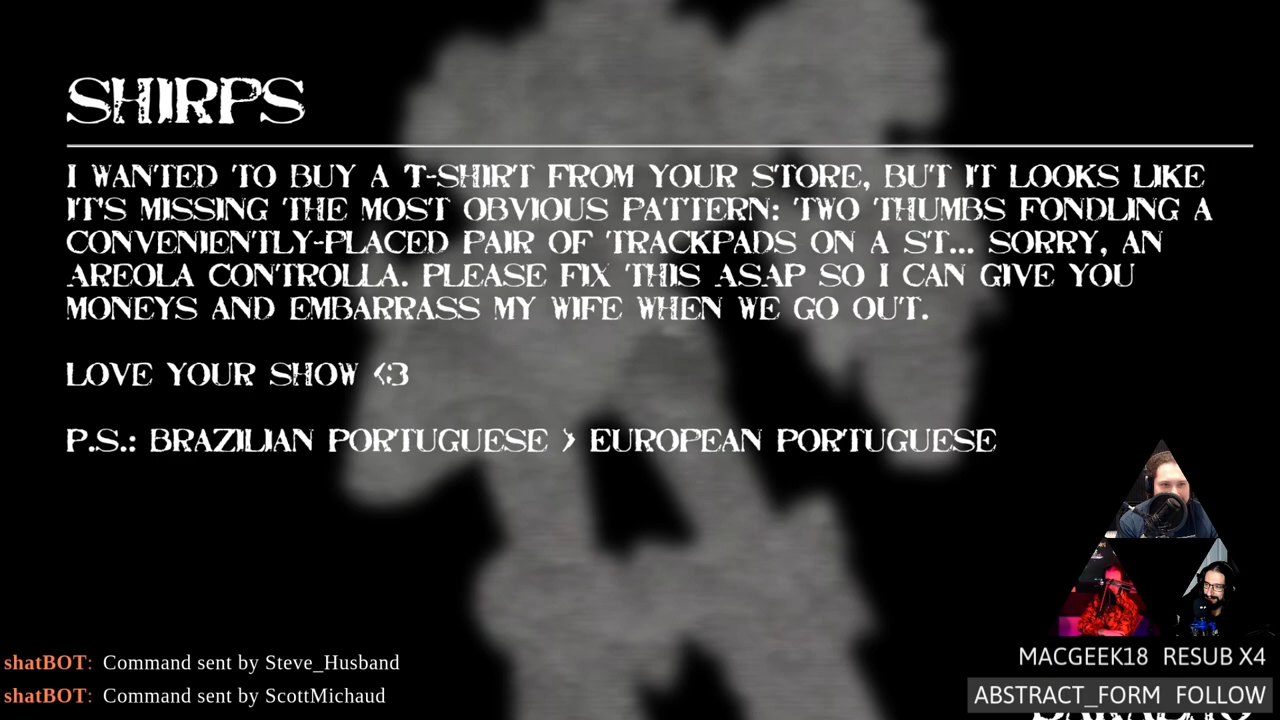 SHIRPS
I WANTED TO BUY A T-SHIRT FROM YOUR STORE, BUT IT LOOKS LIKE
IT'S MISSING THE MOST OBVIOUS PATTERN: TWO THUMBS FONDLING A
CONVENIENTLY-PLACED PAIR OF TRACKPADS ON A ST... SORRY, AN
AREOLA CONTROLLA. PLEASE FIX THIS ASAP SO I CAN GIVE YOU
MONEYS AND EMBARRASS MY WIFE WHEN WE GO OUT.
LOVE YOUR SHOW <3
P.S.: BRAZILIAN PORTUGUESE > EUROPEAN PORTUGUESE
shatBOT: Command sent by Steve_Husband
shatBOT: Command sent by ScottMichaud
MACGEEK18 RESUB X4
ABSTRACT_FORM FOLLOW